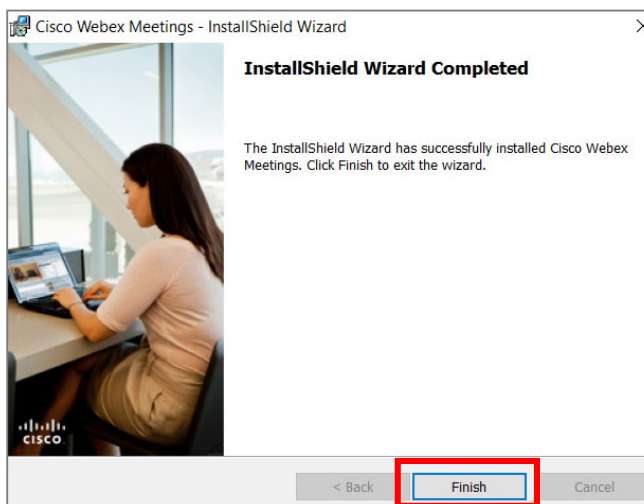 Cisco Webex Meetings - InstallShield Wizard
InstallShield Wizard Completed
The InstallShield Wizard has successfully installed Cisco Webex
Meetings. Click Finish to exit the wizard.
CISCO
< Back Finish Cancel